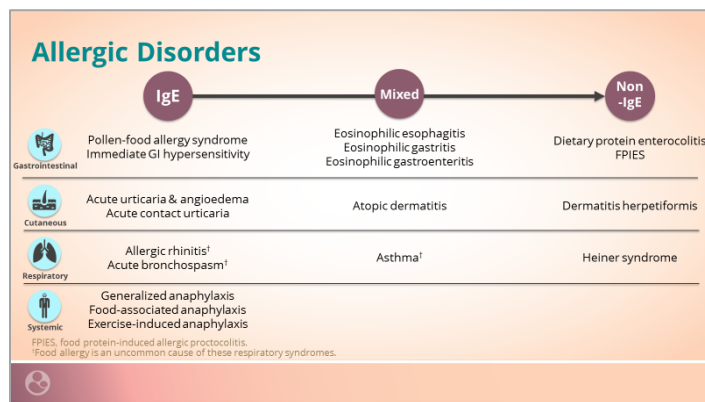 Allergic Disorders
IgE
Mixed
Non
-IgE
Gastrointestinal
Pollen-food allergy syndrome
Immediate GI hypersensitivity
Eosinophilic esophagitis
Eosinophilic gastritis
Eosinophilic gastroenteritis
Dietary protein enterocolitis
FPIES
Cutaneous
Acute urticaria & angioedema
Acute contact urticaria
Atopic dermatitis
Dermatitis herpetiformis
Respiratory
Allergic rhinitis†
Acute bronchospasm†
Asthma†
Heiner syndrome
Systemic
Generalized anaphylaxis
Food-associated anaphylaxis
Exercise-induced anaphylaxis
FPIES, food protein-induced allergic proctocolitis.
†Food allergy is an uncommon cause of these respiratory syndromes.